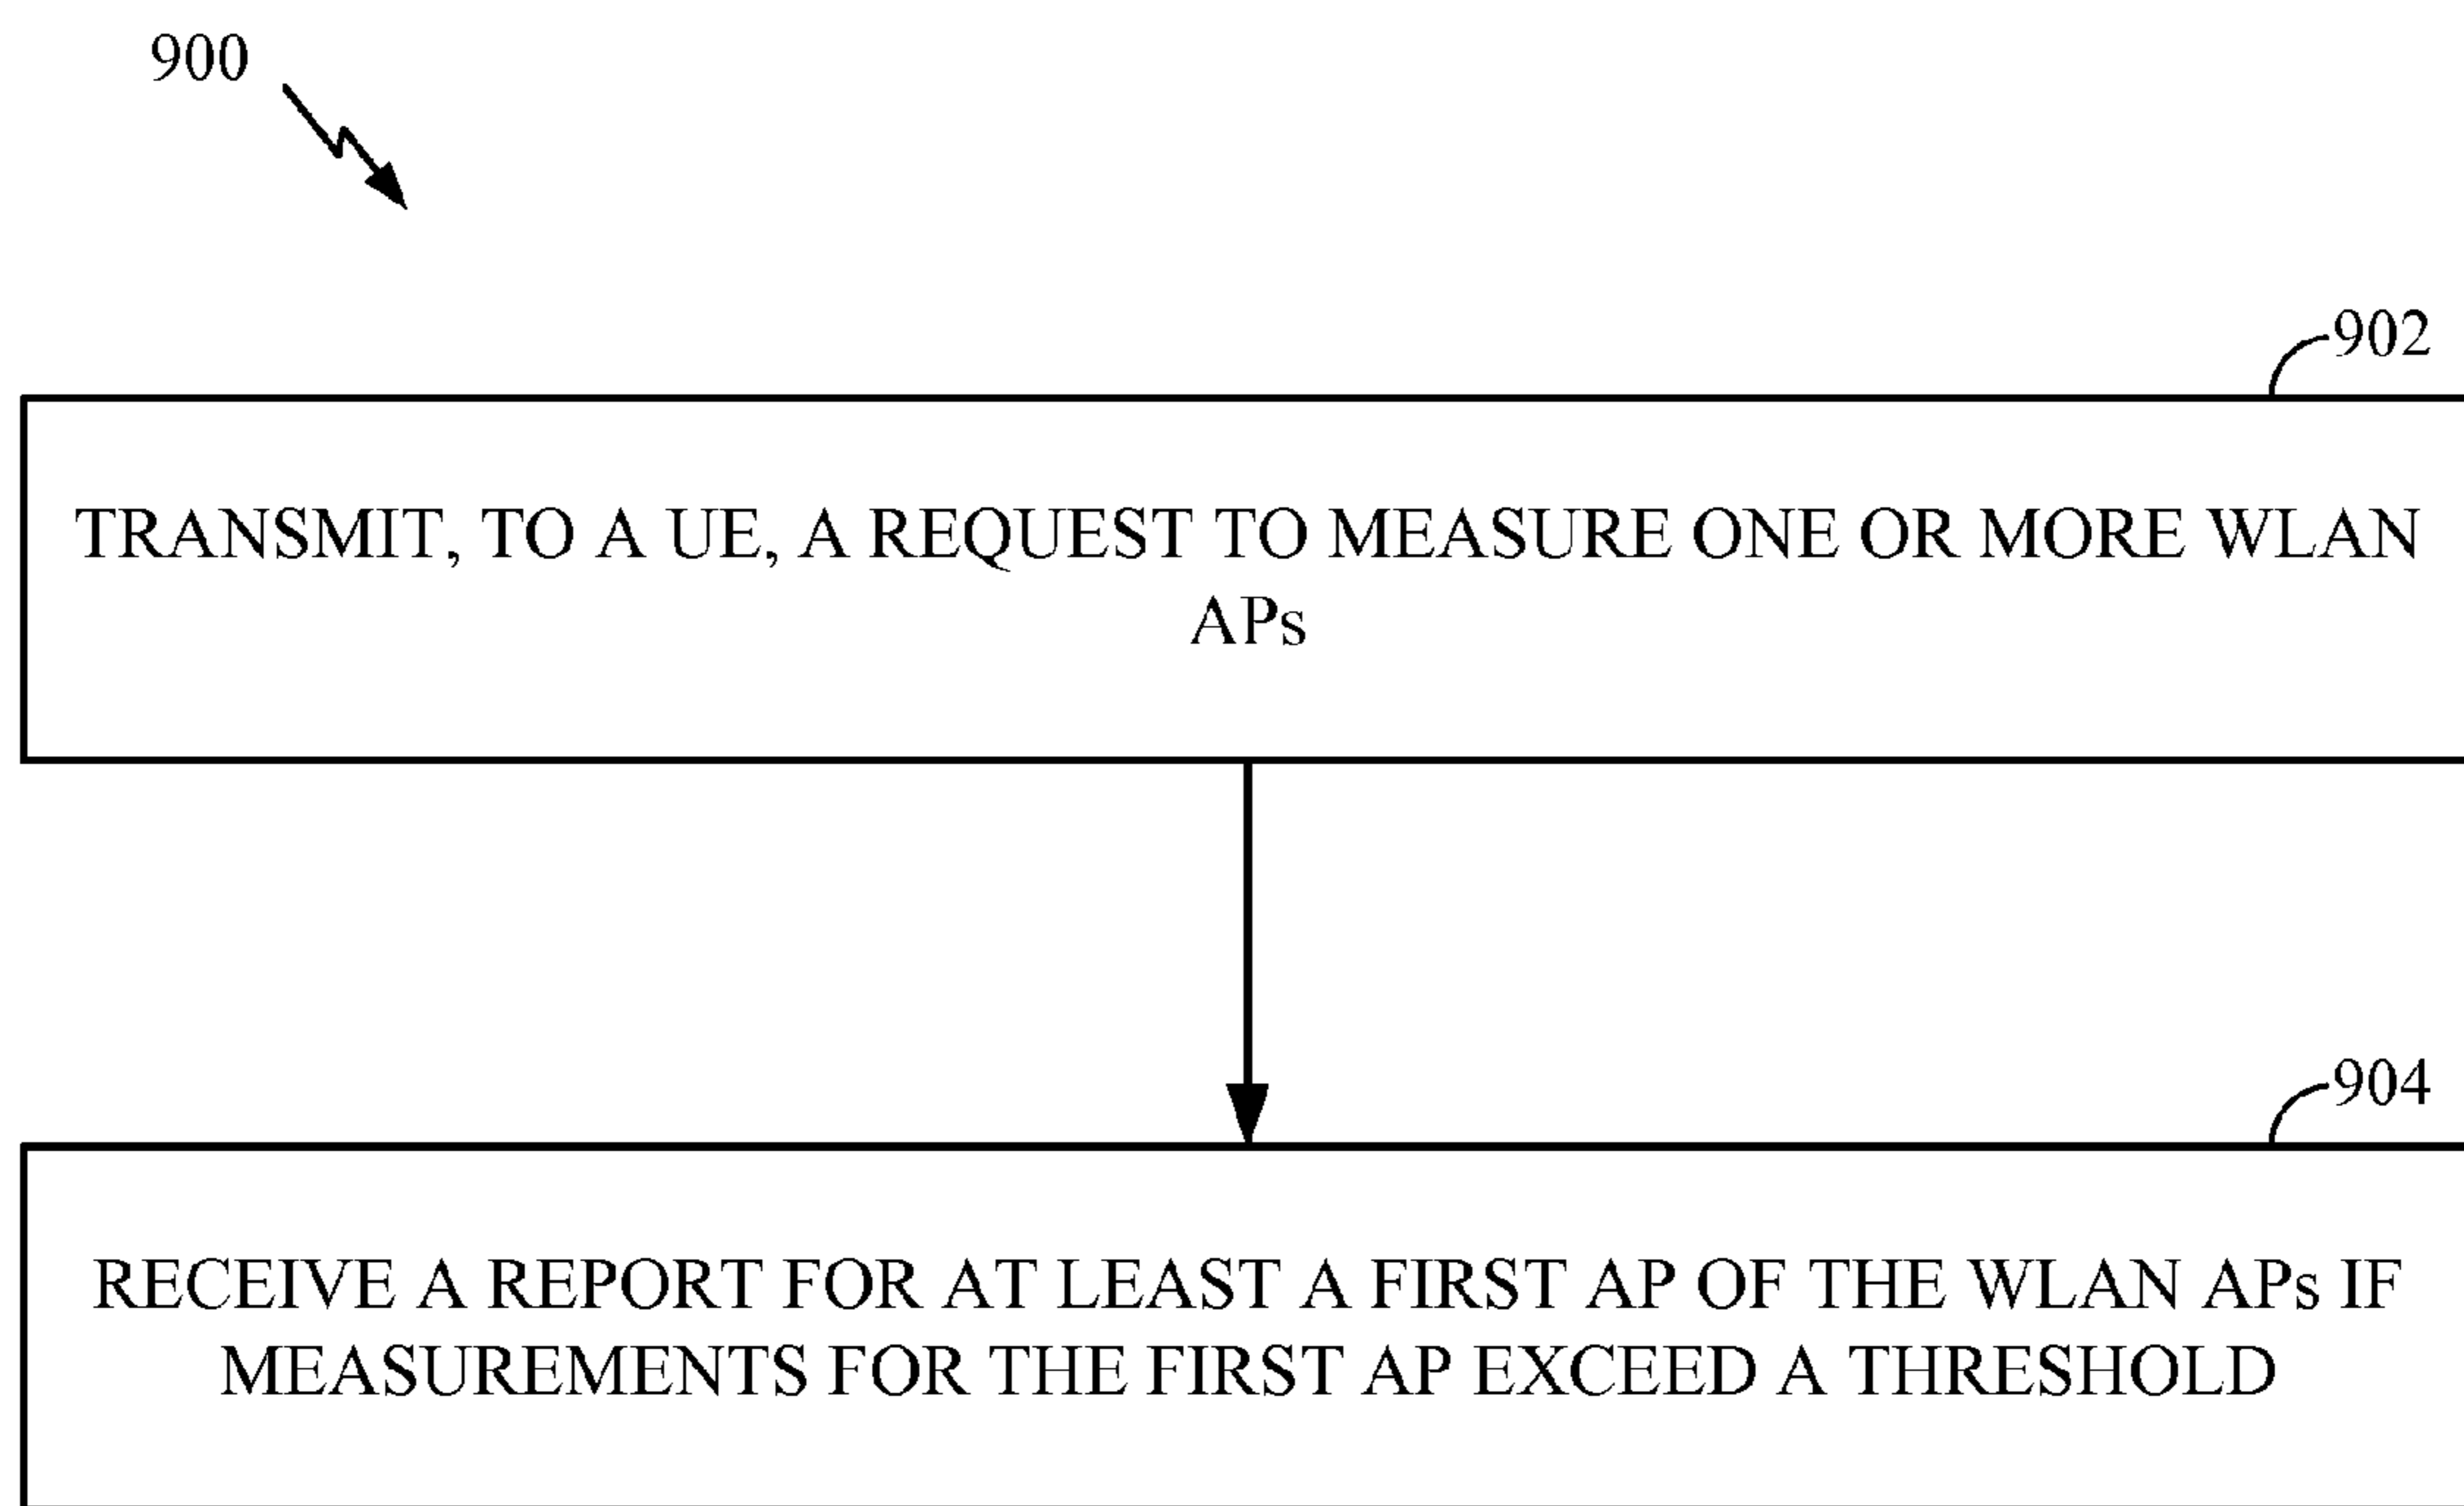 900
902
TRANSMIT, TO A UE, A REQUEST TO MEASURE ONE OR MORE WLAN
APs
904
RECEIVE A REPORT FOR AT LEAST A FIRST AP OF THE WLAN APs IF
MEASUREMENTS FOR THE FIRST AP EXCEED A THRESHOLD